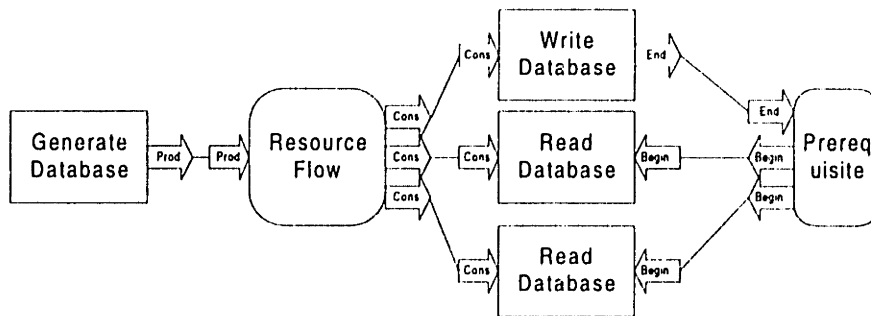 Write
Database
Cons
End
Generate
Database
Prod
Prod
Resource
Flow
Cons
Cons
Cons
Cons
Read
Database
Begin
End
Begin
Begin
Prereq
uisite
Cons
Read
Database
Begin